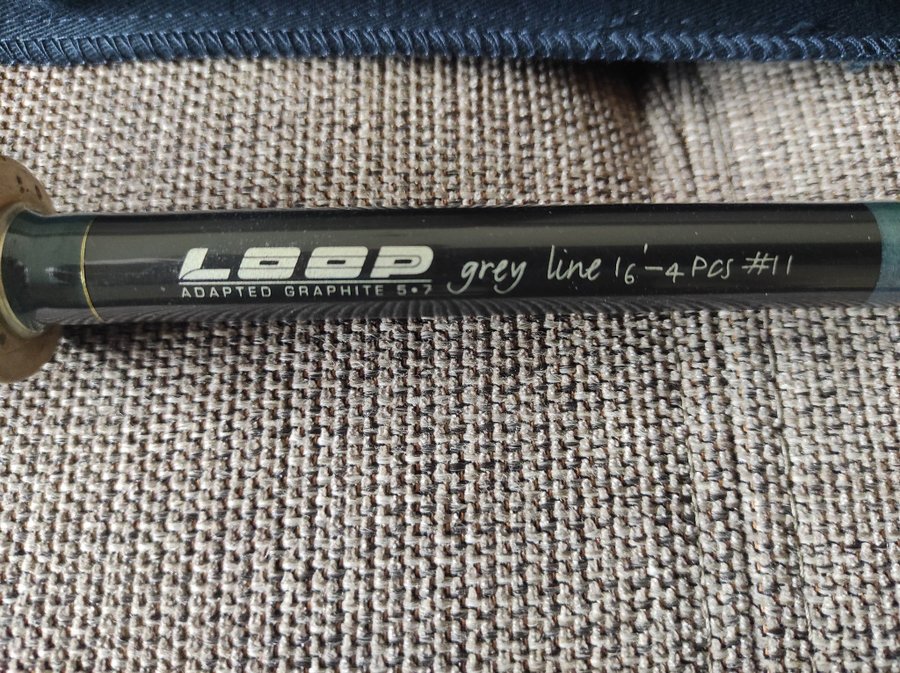 LOOP grey line 16'-4 PCS #11
ADAPTED GRAPHITE 5•7